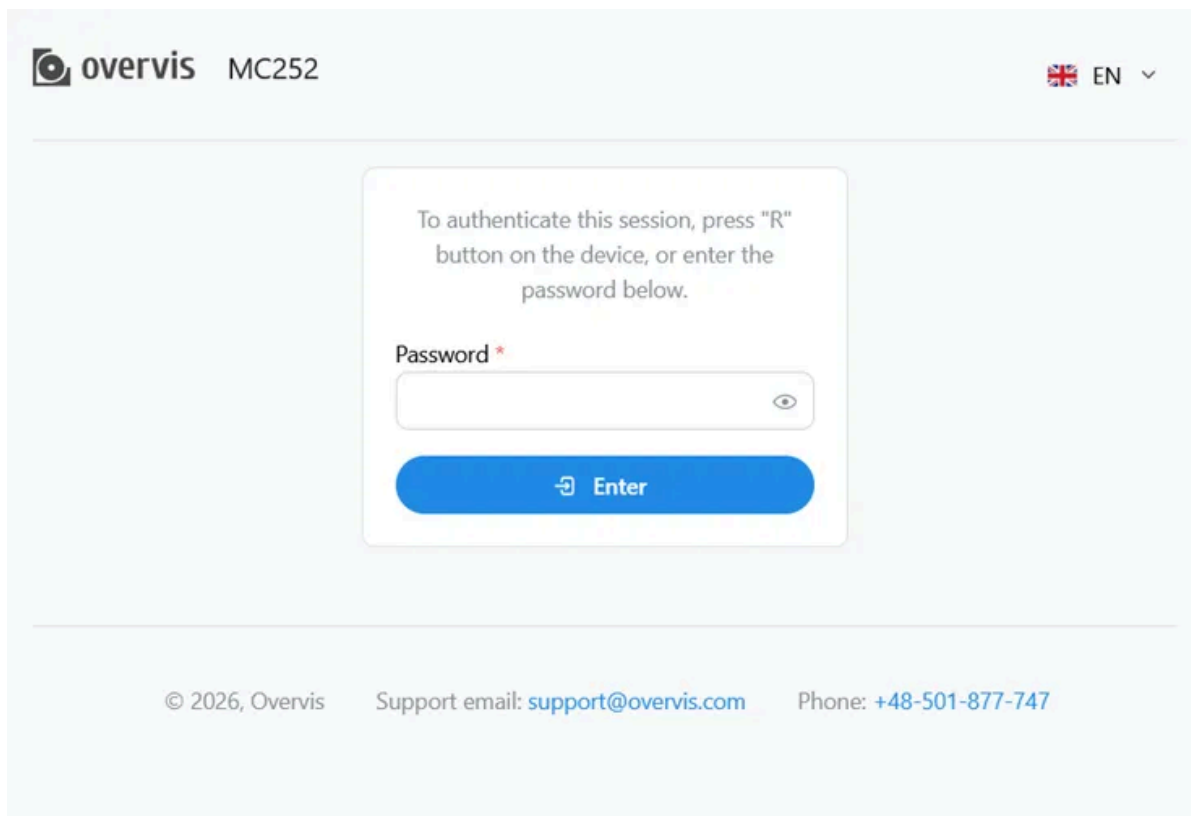 overvis MC252 EN
To authenticate this session, press "R"
button on the device, or enter the
password below.
Password *
Enter
© 2026, Overvis Support email: support@overvis.com Phone: +48-501-877-747